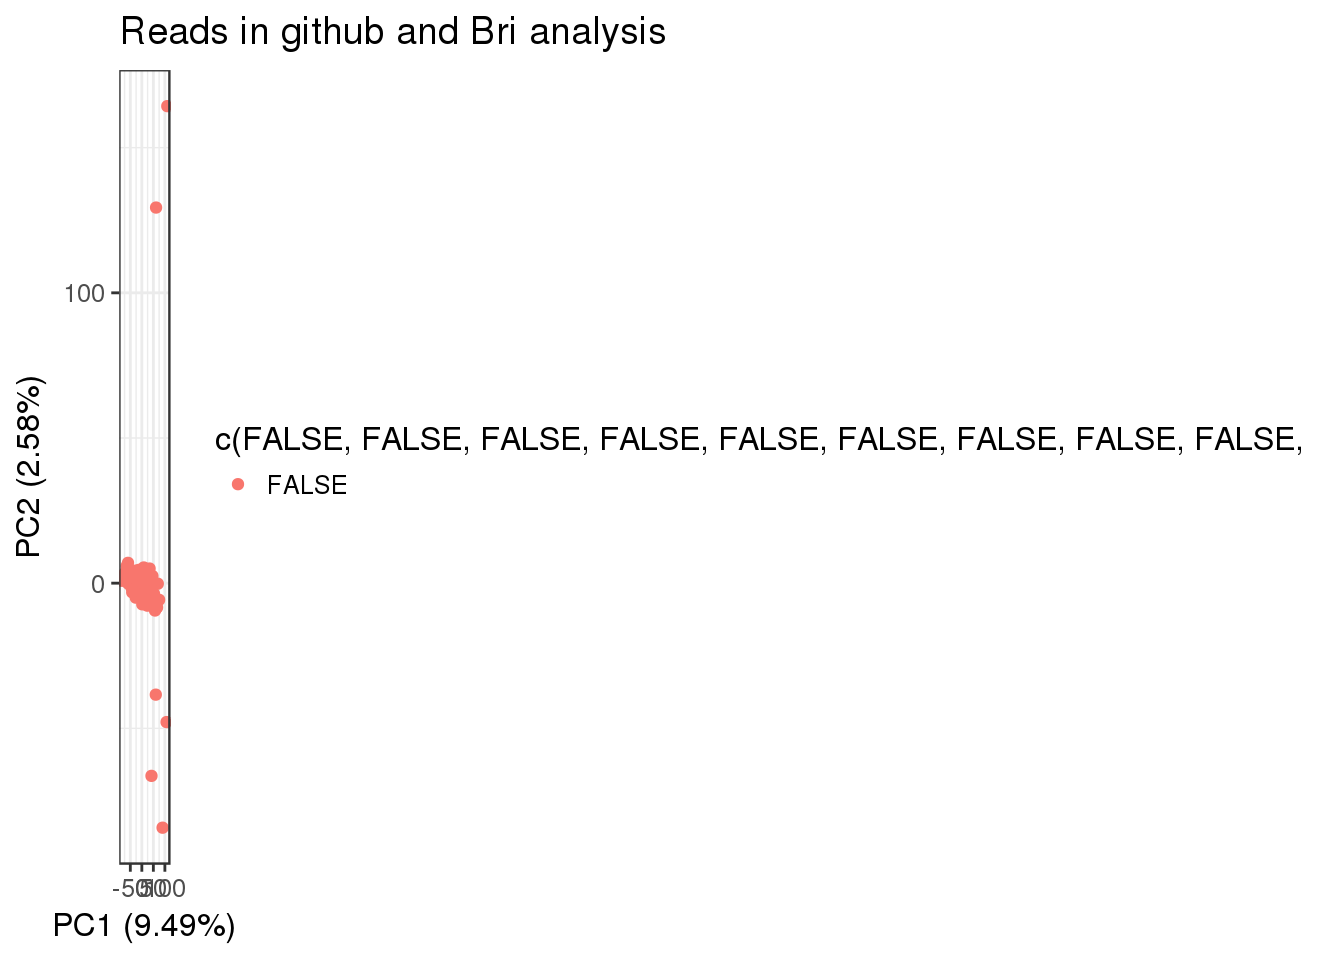 Reads in github and Bri analysis
100
0
PC2 (2.58%)
c(FALSE, FALSE, FALSE, FALSE, FALSE, FALSE, FALSE, FALSE, FALSE,
FALSE
-50 0 50 100
PC1 (9.49%)